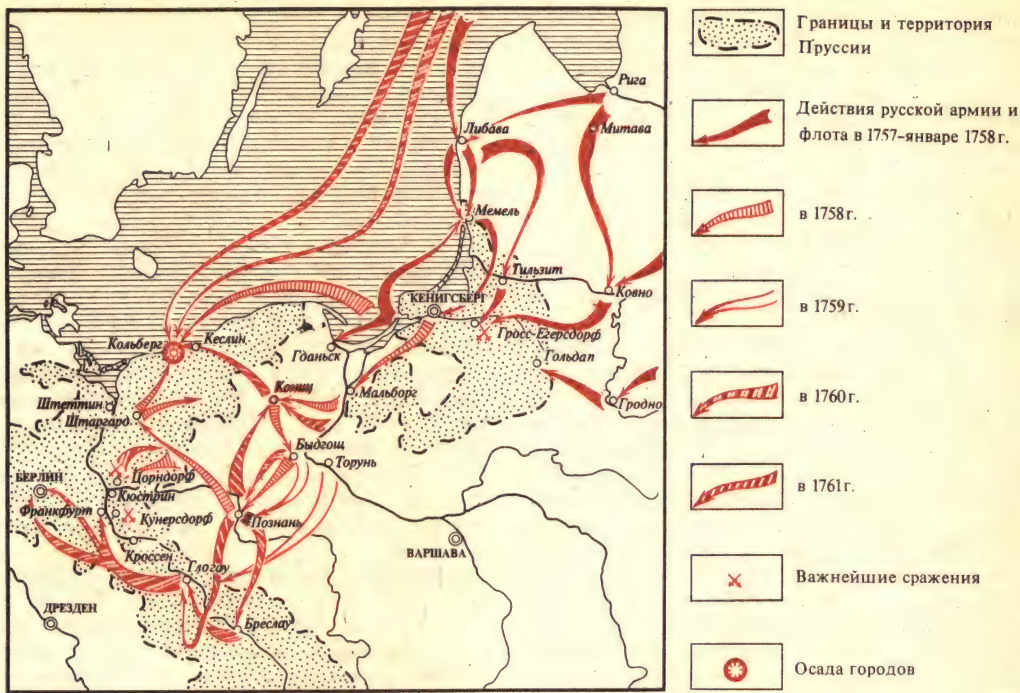 Рига
Либава
Митава
Мемель
Тильзит
КЕНИГСБЕРГ
Ковно
Гросс-Егерсдорф
Кольберг
Кеслин
Гданьск
Гольдап
Штеттин
Кониц
Мальборг
Гродно
Штаргард
Быдгощ
Торунь
БЕРЛИН
Цорндорф
Кюстрин
Франкфурт
Кунерсдорф
Познань
Кроссен
ВАРШАВА
Глогау
ДРЕЗДЕН
Бреслау
Границы и территория
Пруссии
Действия русской армии и
флота в 1757–январе 1758 г.
в 1758 г.
в 1759 г.
в 1760 г.
в 1761 г.
Важнейшие сражения
Осада городов